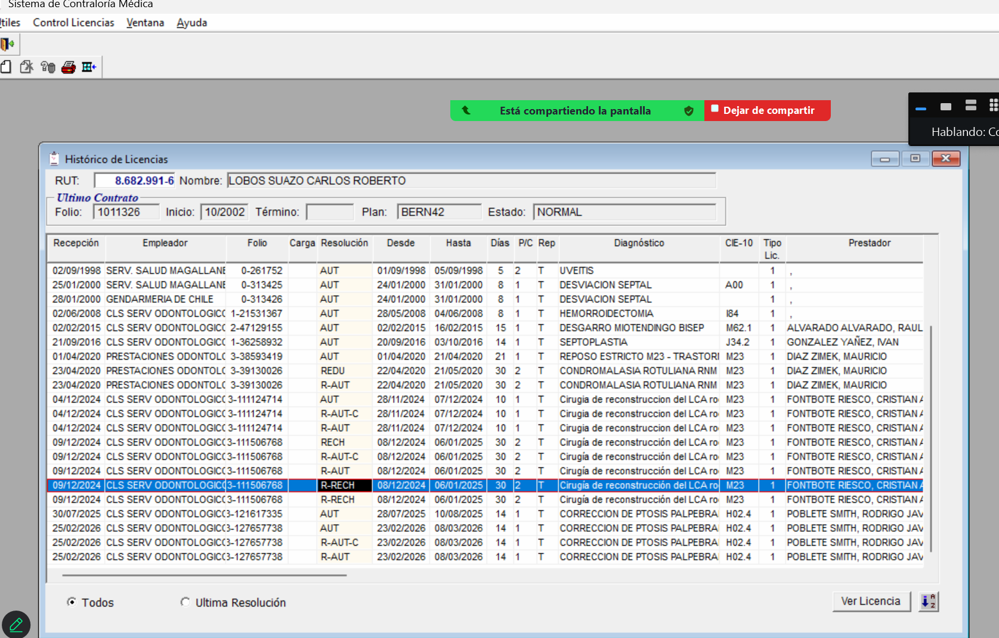 Sistema de Contraloría Médica
Útiles Control Licencias Ventana Ayuda
Está compartiendo la pantalla Dejar de compartir
Hablando:
Histórico de Licencias
RUT: 8.682.991-6 Nombre: LOBOS SUAZO CARLOS ROBERTO
Ultimo Contrato
Folio: 1011326 Inicio: 10/2002 Término: Plan: BERN42 Estado: NORMAL
Recepción Empleador Folio Carga Resolución Desde Hasta Días P/C Rep Diagnóstico CIE-10 Tipo Lic. Prestador
02/09/1998 SERV. SALUD MAGALLANE 0-261752 AUT 01/09/1998 05/09/1998 5 2 T UVEITIS 1 ,
25/01/2000 SERV. SALUD MAGALLANE 0-313425 AUT 24/01/2000 31/01/2000 8 1 T DESVIACION SEPTAL A00 1 ,
28/01/2000 GENDARMERIA DE CHILE 0-313426 AUT 24/01/2000 31/01/2000 8 1 T DESVIACION SEPTAL 1 ,
02/06/2008 CLS SERV ODONTOLOGICO 1-21531367 AUT 28/05/2008 04/06/2008 8 1 T HEMORROIDECTOMIA I84 1 ,
02/02/2015 CLS SERV ODONTOLOGICO 2-47129155 AUT 02/02/2015 16/02/2015 15 1 T DESGARRO MIOTENDINGO BISEP M62.1 1 ALVARADO ALVARADO, RAUL
21/09/2016 CLS SERV ODONTOLOGICO 1-36258932 AUT 20/09/2016 03/10/2016 14 1 T SEPTOPLASTIA J34.2 1 GONZALEZ YAÑEZ, IVAN
01/04/2020 PRESTACIONES ODONTOLO 3-38593419 AUT 01/04/2020 21/04/2020 21 1 T REPOSO ESTRICTO M23 - TRASTORN M23 1 DIAZ ZIMEK, MAURICIO
23/04/2020 PRESTACIONES ODONTOLO 3-39130026 REDU 22/04/2020 21/05/2020 30 2 T CONDROMALASIA ROTULIANA RNM M23 1 DIAZ ZIMEK, MAURICIO
23/04/2020 PRESTACIONES ODONTOLO 3-39130026 R-AUT 22/04/2020 21/05/2020 30 2 T CONDROMALASIA ROTULIANA RNM M23 1 DIAZ ZIMEK, MAURICIO
04/12/2024 CLS SERV ODONTOLOGICO 3-111124714 AUT 28/11/2024 07/12/2024 10 1 T Cirugia de reconstruccion del LCA ro M23 1 FONTBOTE RIESCO, CRISTIAN A
04/12/2024 CLS SERV ODONTOLOGICO 3-111124714 R-AUT-C 28/11/2024 07/12/2024 10 1 T Cirugia de reconstruccion del LCA ro M23 1 FONTBOTE RIESCO, CRISTIAN A
04/12/2024 CLS SERV ODONTOLOGICO 3-111124714 R-AUT 28/11/2024 07/12/2024 10 1 T Cirugia de reconstruccion del LCA ro M23 1 FONTBOTE RIESCO, CRISTIAN A
09/12/2024 CLS SERV ODONTOLOGICO 3-111506768 RECH 08/12/2024 06/01/2025 30 2 T Cirugía de reconstrucción del LCA ro M23 1 FONTBOTE RIESCO, CRISTIAN A
09/12/2024 CLS SERV ODONTOLOGICO 3-111506768 R-AUT-C 08/12/2024 06/01/2025 30 2 T Cirugía de reconstrucción del LCA ro M23 1 FONTBOTE RIESCO, CRISTIAN A
09/12/2024 CLS SERV ODONTOLOGICO 3-111506768 R-AUT 08/12/2024 06/01/2025 30 2 T Cirugía de reconstrucción del LCA ro M23 1 FONTBOTE RIESCO, CRISTIAN A
09/12/2024 CLS SERV ODONTOLOGICO 3-111506768 R-RECH 08/12/2024 06/01/2025 30 2 T Cirugía de reconstrucción del LCA ro M23 1 FONTBOTE RIESCO, CRISTIAN A
09/12/2024 CLS SERV ODONTOLOGICO 3-111506768 R-RECH 08/12/2024 06/01/2025 30 2 T Cirugía de reconstrucción del LCA ro M23 1 FONTBOTE RIESCO, CRISTIAN A
30/07/2025 CLS SERV ODONTOLOGICO 3-121617335 AUT 28/07/2025 10/08/2025 14 1 T CORRECCION DE PTOSIS PALPEBRA H02.4 1 POBLETE SMITH, RODRIGO JAV
25/02/2026 CLS SERV ODONTOLOGICO 3-127657738 AUT 23/02/2026 08/03/2026 14 1 T CORRECCION DE PTOSIS PALPEBRA H02.4 1 POBLETE SMITH, RODRIGO JAV
25/02/2026 CLS SERV ODONTOLOGICO 3-127657738 R-AUT-C 23/02/2026 08/03/2026 14 1 T CORRECCION DE PTOSIS PALPEBRA H02.4 1 POBLETE SMITH, RODRIGO JAV
25/02/2026 CLS SERV ODONTOLOGICO 3-127657738 R-AUT 23/02/2026 08/03/2026 14 1 T CORRECCION DE PTOSIS PALPEBRA H02.4 1 POBLETE SMITH, RODRIGO JAV
Todos Ultima Resolución Ver Licencia